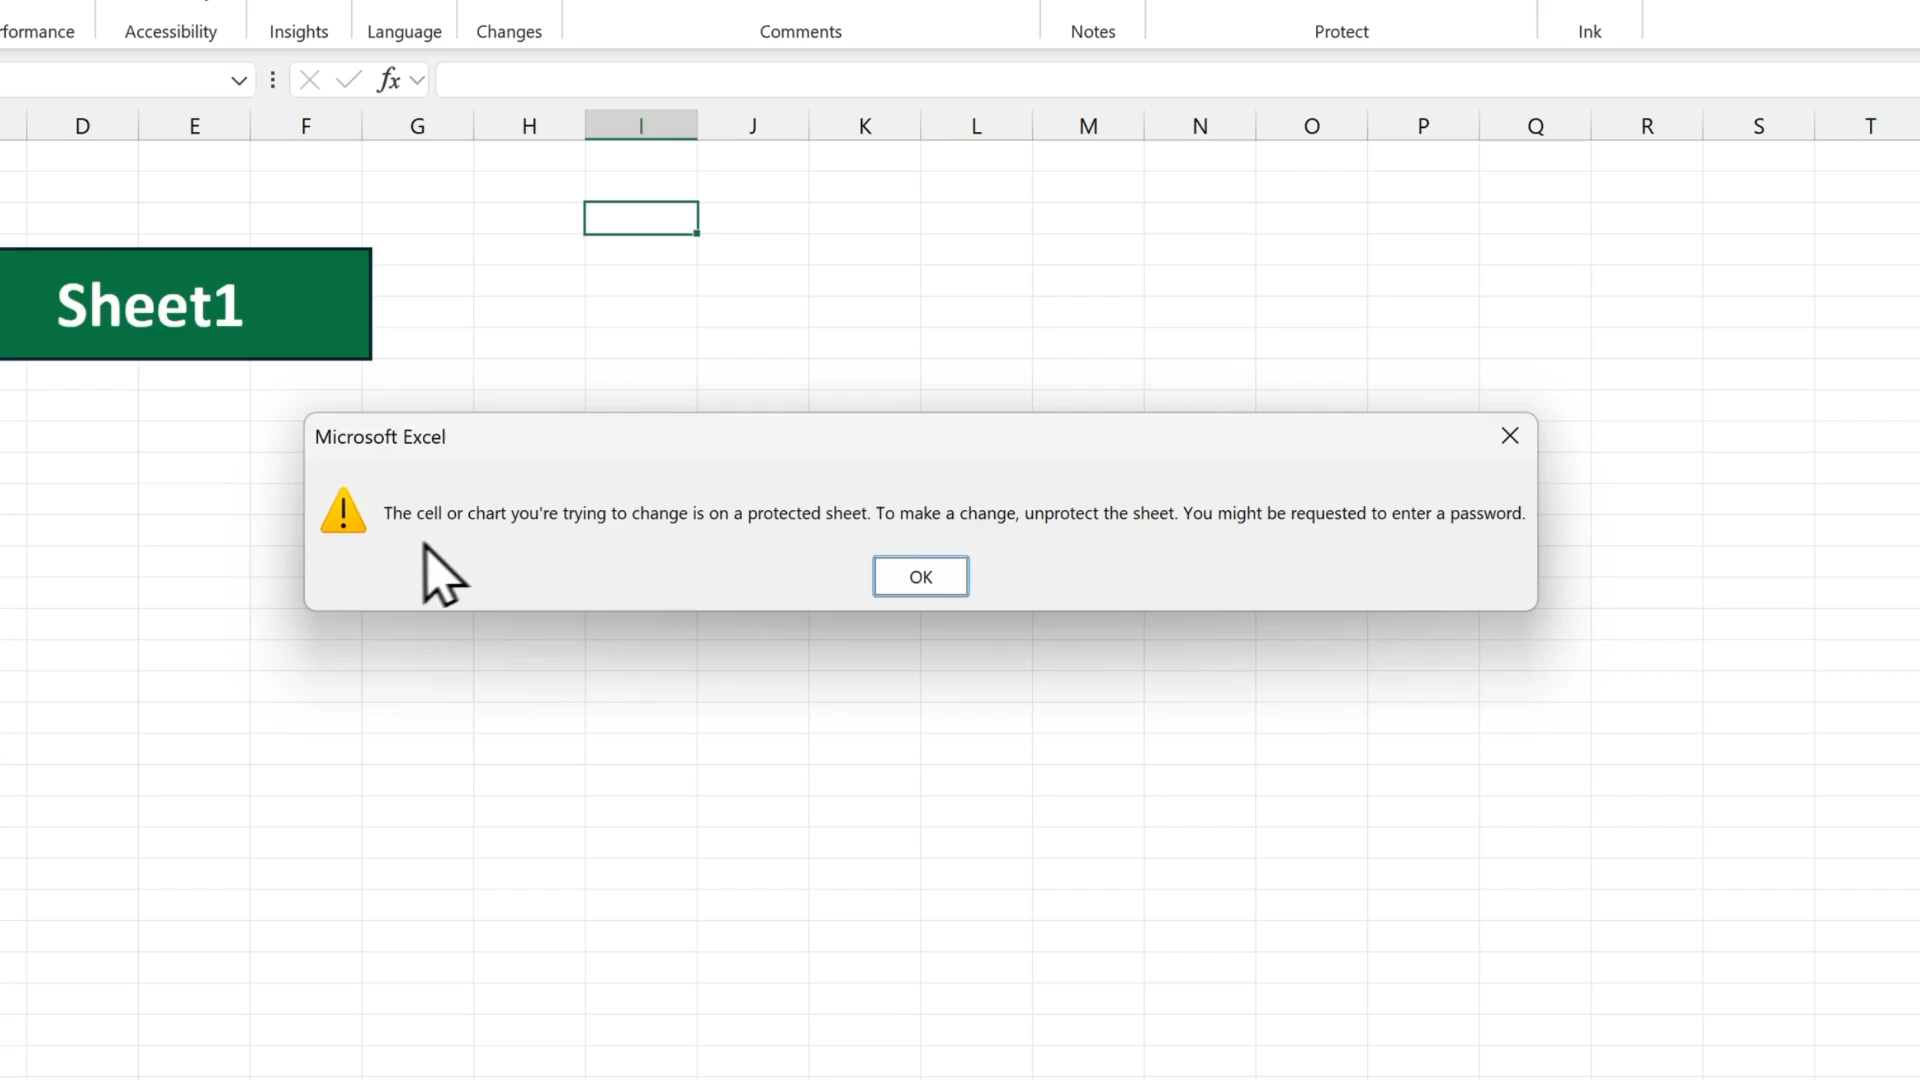 formance Accessibility Insights Language Changes Comments Notes Protect Ink
fx
D E F G H I J K L M N O P Q R S T
Sheet1
Microsoft Excel
The cell or chart you're trying to change is on a protected sheet. To make a change, unprotect the sheet. You might be requested to enter a password.
OK